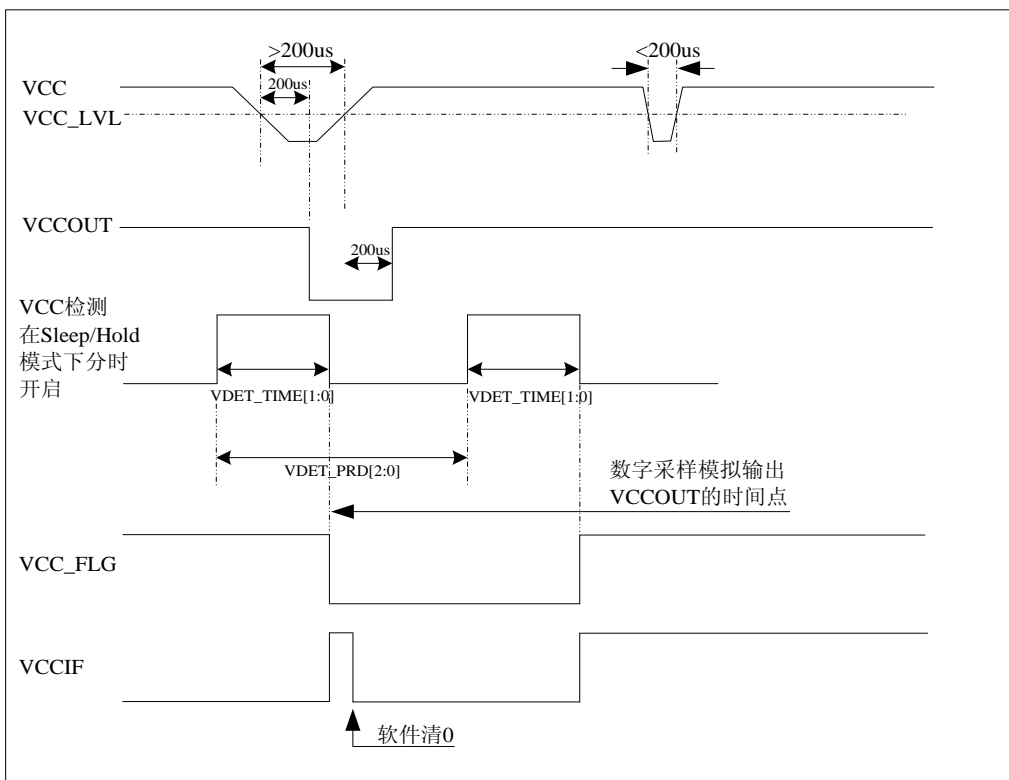 >200us
<200us
200us
VCC
VCC_LVL
VCCOUT
200us
VCC检测
在Sleep/Hold
模式下分时
开启
VDET_TIME[1:0]
VDET_TIME[1:0]
VDET_PRD[2:0]
数字采样模拟输出
VCCOUT的时间点
VCC_FLG
VCCIF
软件清0